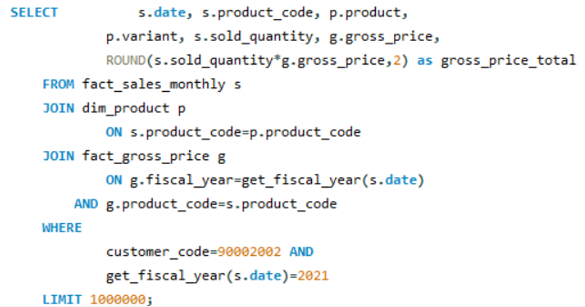 SELECT s.date, s.product_code, p.product,
p.variant, s.sold_quantity, g.gross_price,
ROUND(s.sold_quantity*g.gross_price,2) as gross_price_total
FROM fact_sales_monthly s
JOIN dim_product p
ON s.product_code=p.product_code
JOIN fact_gross_price g
ON g.fiscal_year=get_fiscal_year(s.date)
AND g.product_code=s.product_code
WHERE
customer_code=90002002 AND
get_fiscal_year(s.date)=2021
LIMIT 1000000;